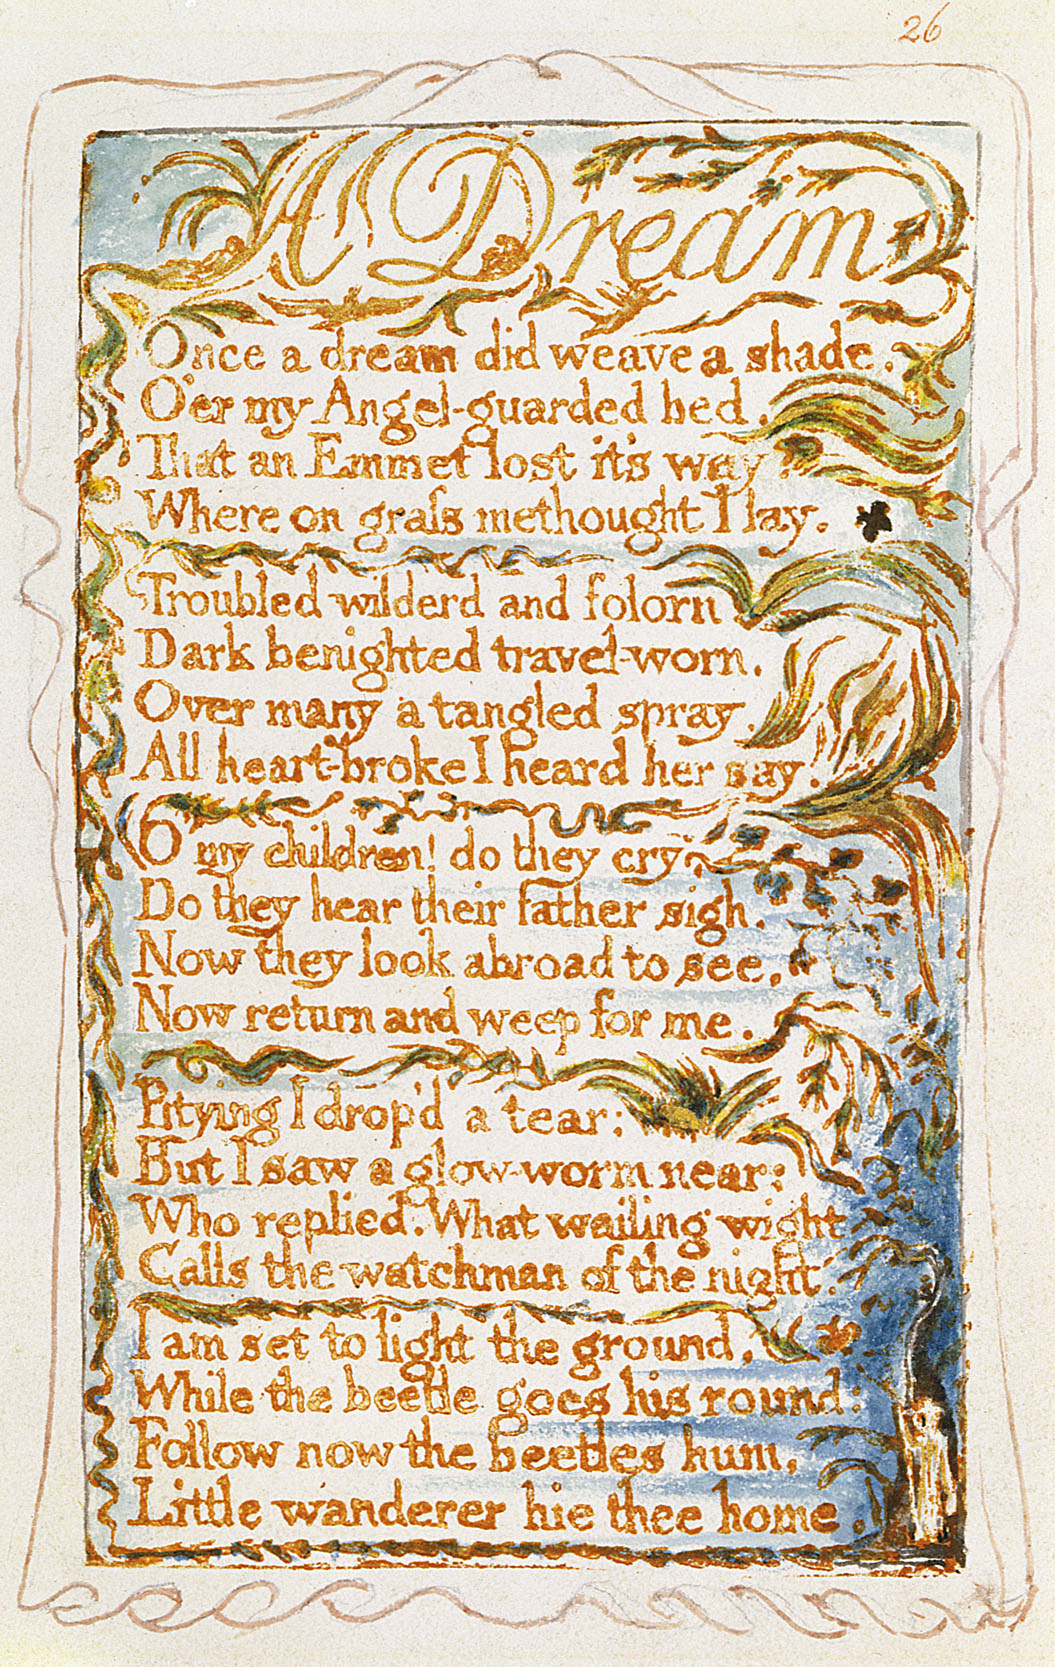 26
A Dream
Once a dream did weave a shade,
O'er my Angel-guarded bed,
That an Emmet lost it's way
Where on graſs methought I lay.
Troubled wilderd and folorn
Dark benighted travel-worn,
Over many a tangled spray,
All heart-broke I heard her say.
O my children! do they cry,
Do they hear their father sigh.
Now they look abroad to see,
Now return and weep for me.
Pitying I drop'd a tear:
But I saw a glow-worm near:
Who replied. What wailing wight
Calls the watchman of the night.
I am set to light the ground,
While the beetle goes his round:
Follow now the beetles hum,
Little wanderer hie thee home.